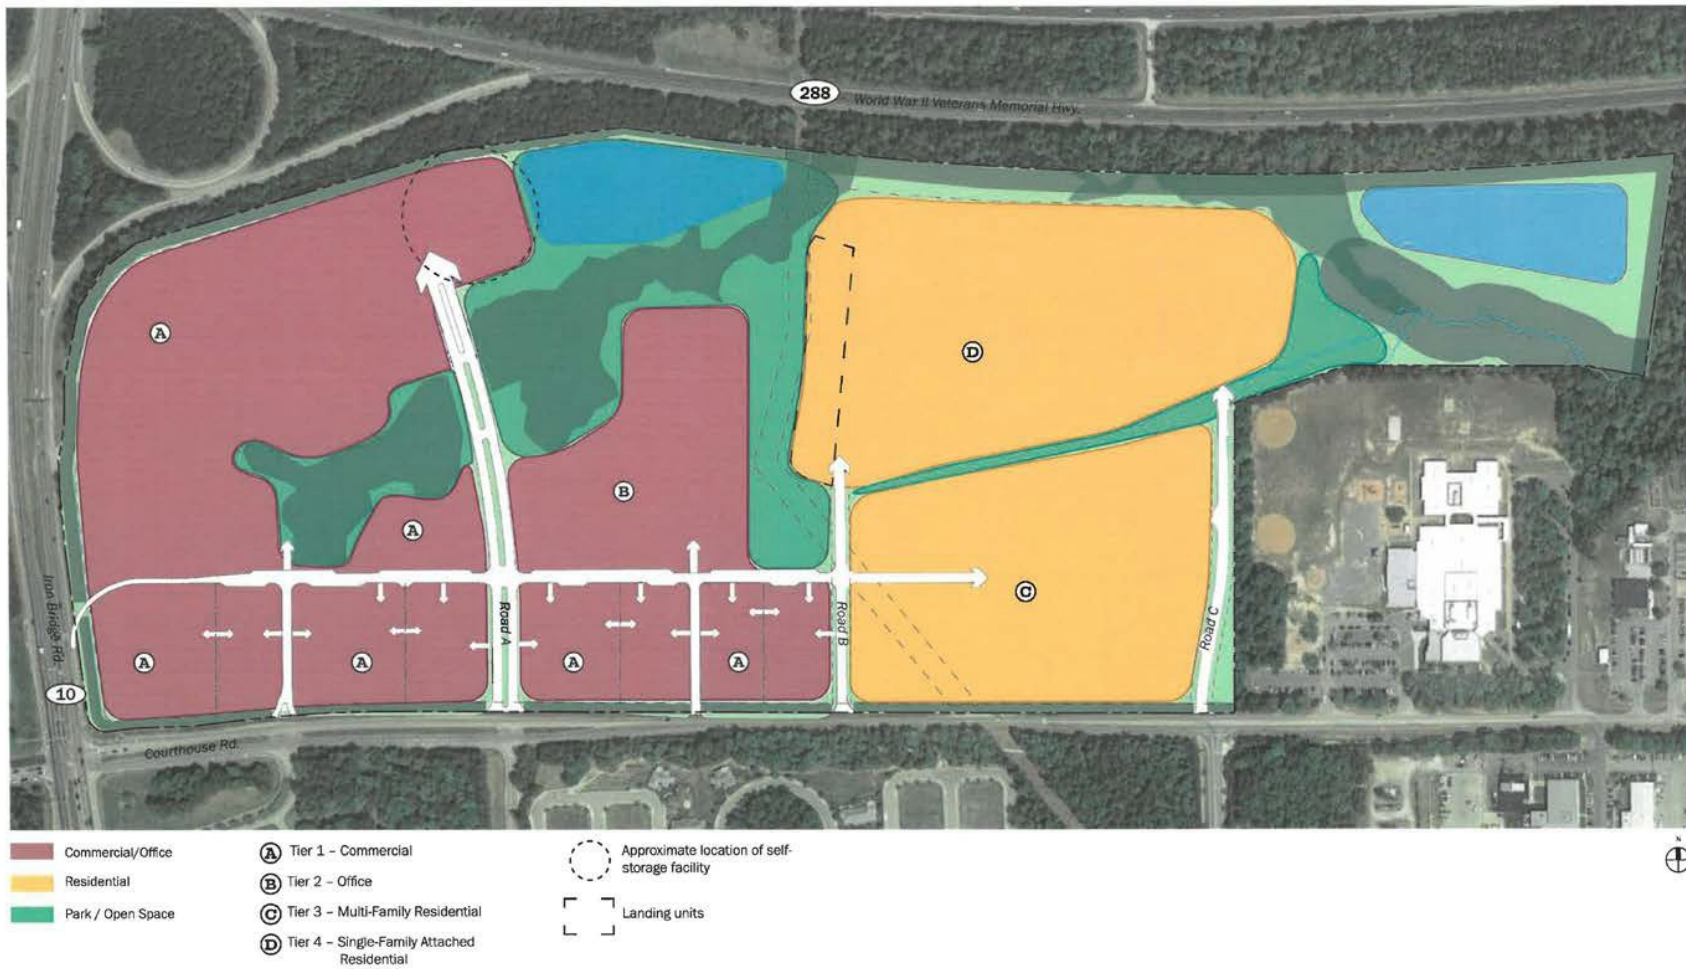 288
World War II Veterans Memorial Hwy.
A
D
B
A
C
Iron Bridge Rd.
Road A
Road B
Road C
A
A
A
A
10
Courthouse Rd.
Commercial/Office
Residential
Park / Open Space
A Tier 1 – Commercial
B Tier 2 – Office
C Tier 3 – Multi-Family Residential
D Tier 4 – Single-Family Attached
Residential
Approximate location of self-
storage facility
Landing units
N